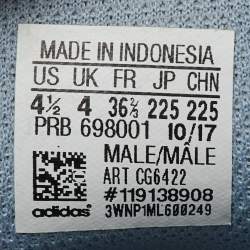 MADE IN INDONESIA
US UK FR JP CHN
4½ 4 36⅔ 225 225
PRB 698001 10/17
MALE/MÂLE
ART CG6422
#119138908
adidas 3WNP1ML600249